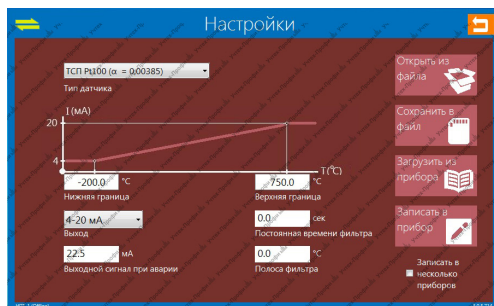 Настройки
ТСП Pt100 (α = 0,00385)
Тип датчика
Открыть из
файла
I (мА)
20
4
T(°C)
Сохранить в
файл
Загрузить из
прибора
-200.0 °C
Нижняя граница
750.0 °C
Верхняя граница
4-20 мА
Выход
0.0 сек
Постоянная времени фильтра
Записать в
прибор
22.5 мА
Выходной сигнал при аварии
0.0 °C
Полоса фильтра
Записать в
несколько
приборов